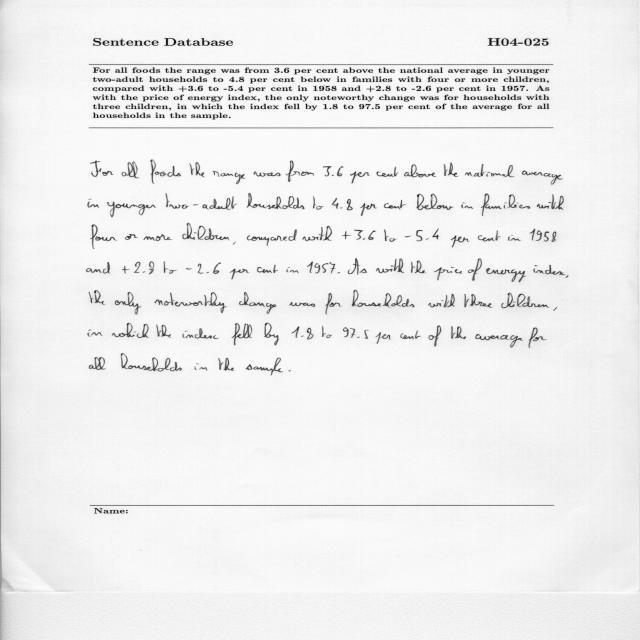 Sentence Database H04-025
For all foods the range was from 3.6 per cent above the national average in younger
two-adult households to 4.8 per cent below in families with four or more children,
compared with +3.6 to -5.4 per cent in 1958 and +2.8 to -2.6 per cent in 1957. As
with the price of energy index, the only noteworthy change was for households with
three children, in which the index fell by 1.8 to 97.5 per cent of the average for all
households in the sample.
For all foods the range was from 3.6 per cent above the national average
in younger two-adult households to 4.8 per cent below in families with
four or more children, compared with +3.6 to -5.4 per cent in 1958
and +2.8 to -2.6 per cent in 1957. As with the price of energy index,
the only noteworthy change was for households with three children,
in which the index fell by 1.8 to 97.5 per cent of the average for
all households in the sample.
Name: